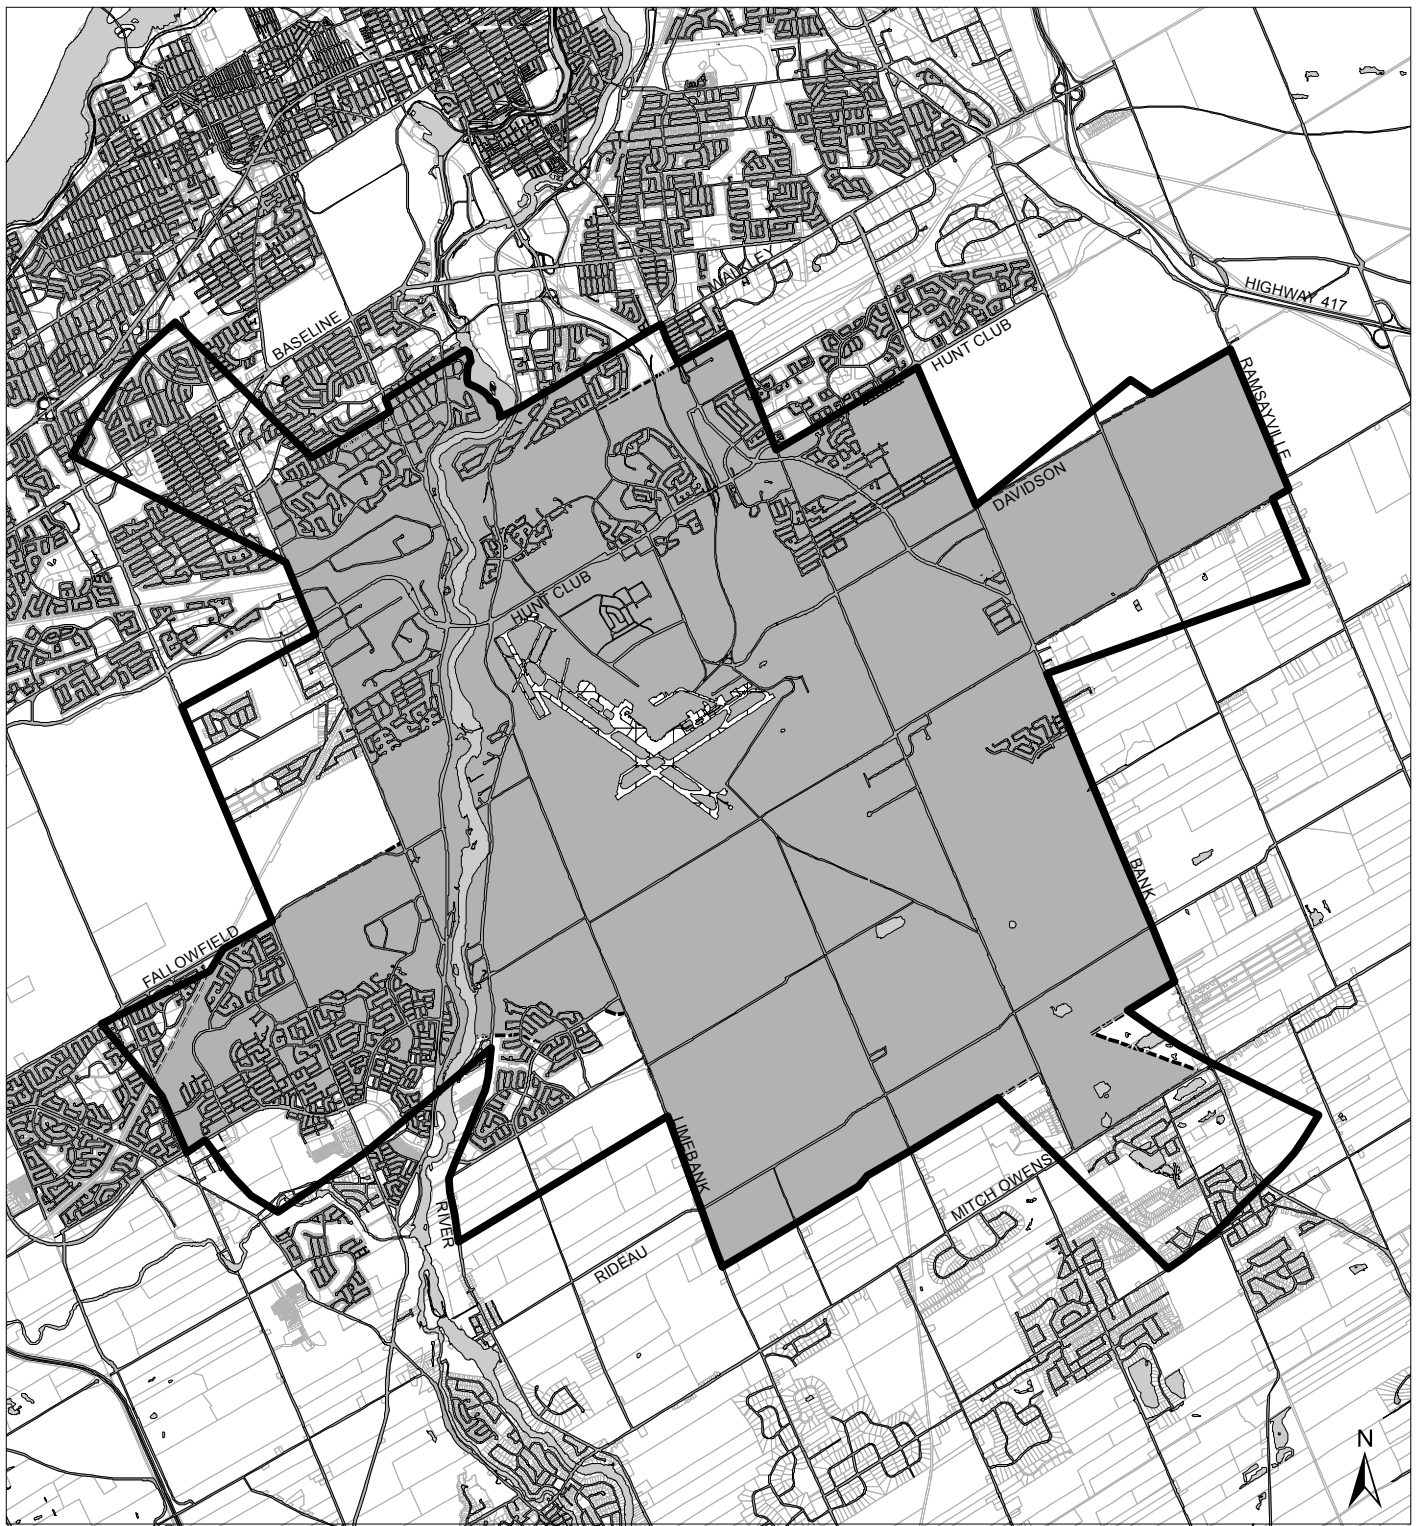 WALKLEY
HIGHWAY 417
BASELINE
HUNT CLUB
RAMSAYVILLE
DAVIDSON
HUNT CLUB
BANK
FALLOWFIELD
LIMEBANK
MITCH OWENS
RIVER
RIDEAU
N